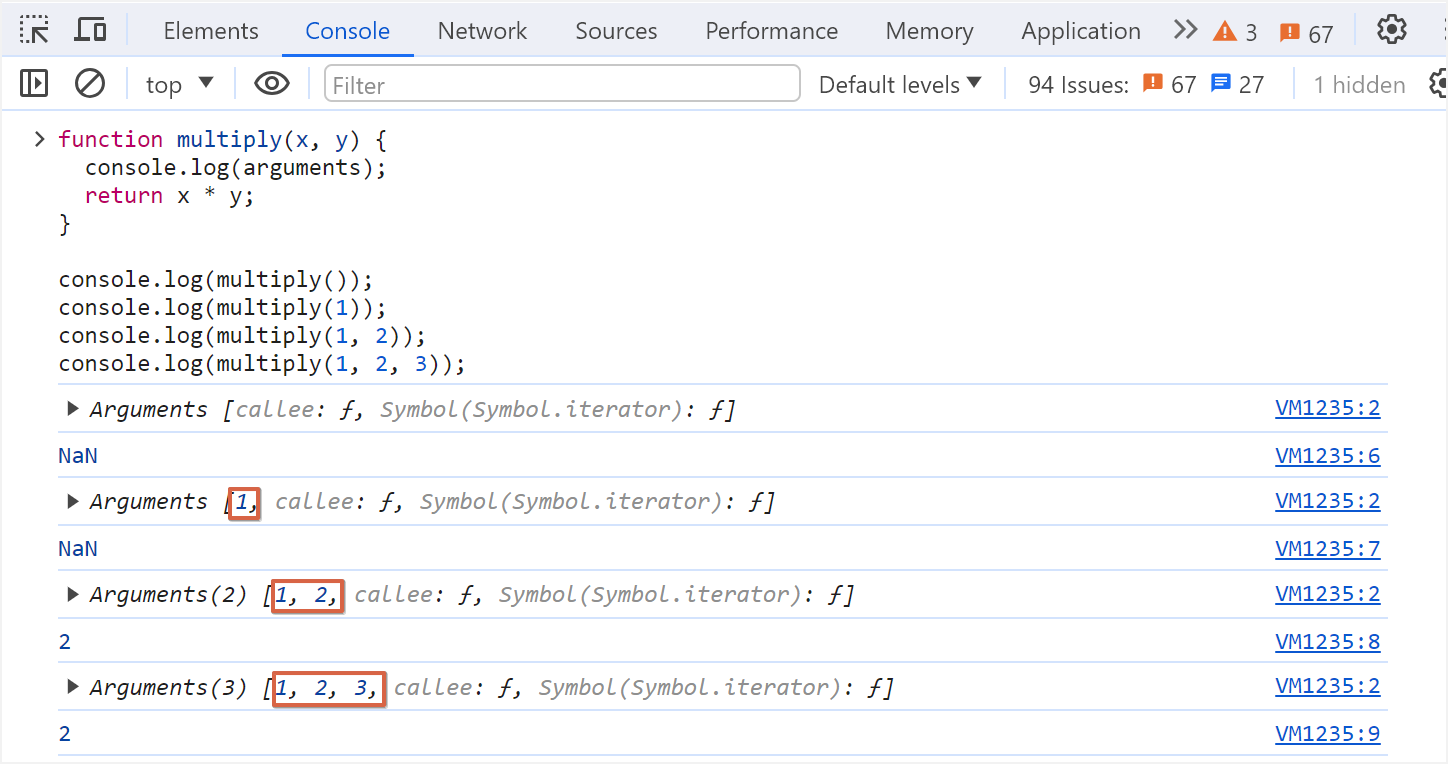 Elements Console Network Sources Performance Memory Application 3 67
top Filter Default levels 94 Issues: 67 27 1 hidden
> function multiply(x, y) {
  console.log(arguments);
  return x * y;
}
console.log(multiply());
console.log(multiply(1));
console.log(multiply(1, 2));
console.log(multiply(1, 2, 3));
Arguments [callee: ƒ, Symbol(Symbol.iterator): ƒ] VM1235:2
NaN VM1235:6
Arguments [1, callee: ƒ, Symbol(Symbol.iterator): ƒ] VM1235:2
NaN VM1235:7
Arguments(2) [1, 2, callee: ƒ, Symbol(Symbol.iterator): ƒ] VM1235:2
2 VM1235:8
Arguments(3) [1, 2, 3, callee: ƒ, Symbol(Symbol.iterator): ƒ] VM1235:2
2 VM1235:9